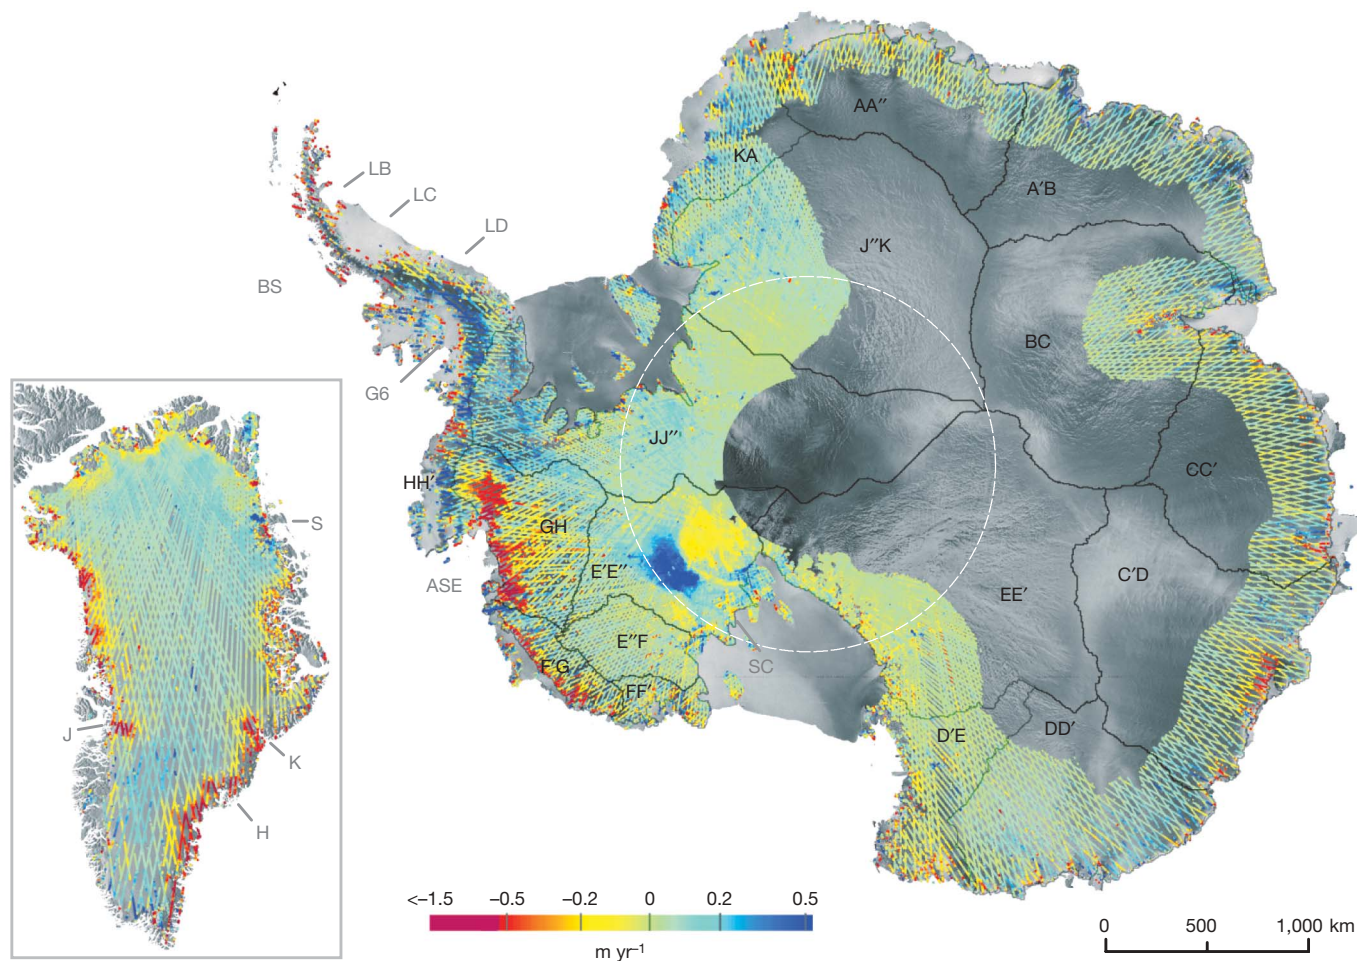 AA″
KA
LB
LC
A′B
LD
J″K
BS
BC
G6
JJ″
CC′
HH′
S
GH
ASE
E′E″
C′D
EE′
E″F
SC
F′G
FF′
J
D′E
DD′
K
H
<–1.5 –0.5 –0.2 0 0.2 0.5
m yr–1
0 500 1,000 km